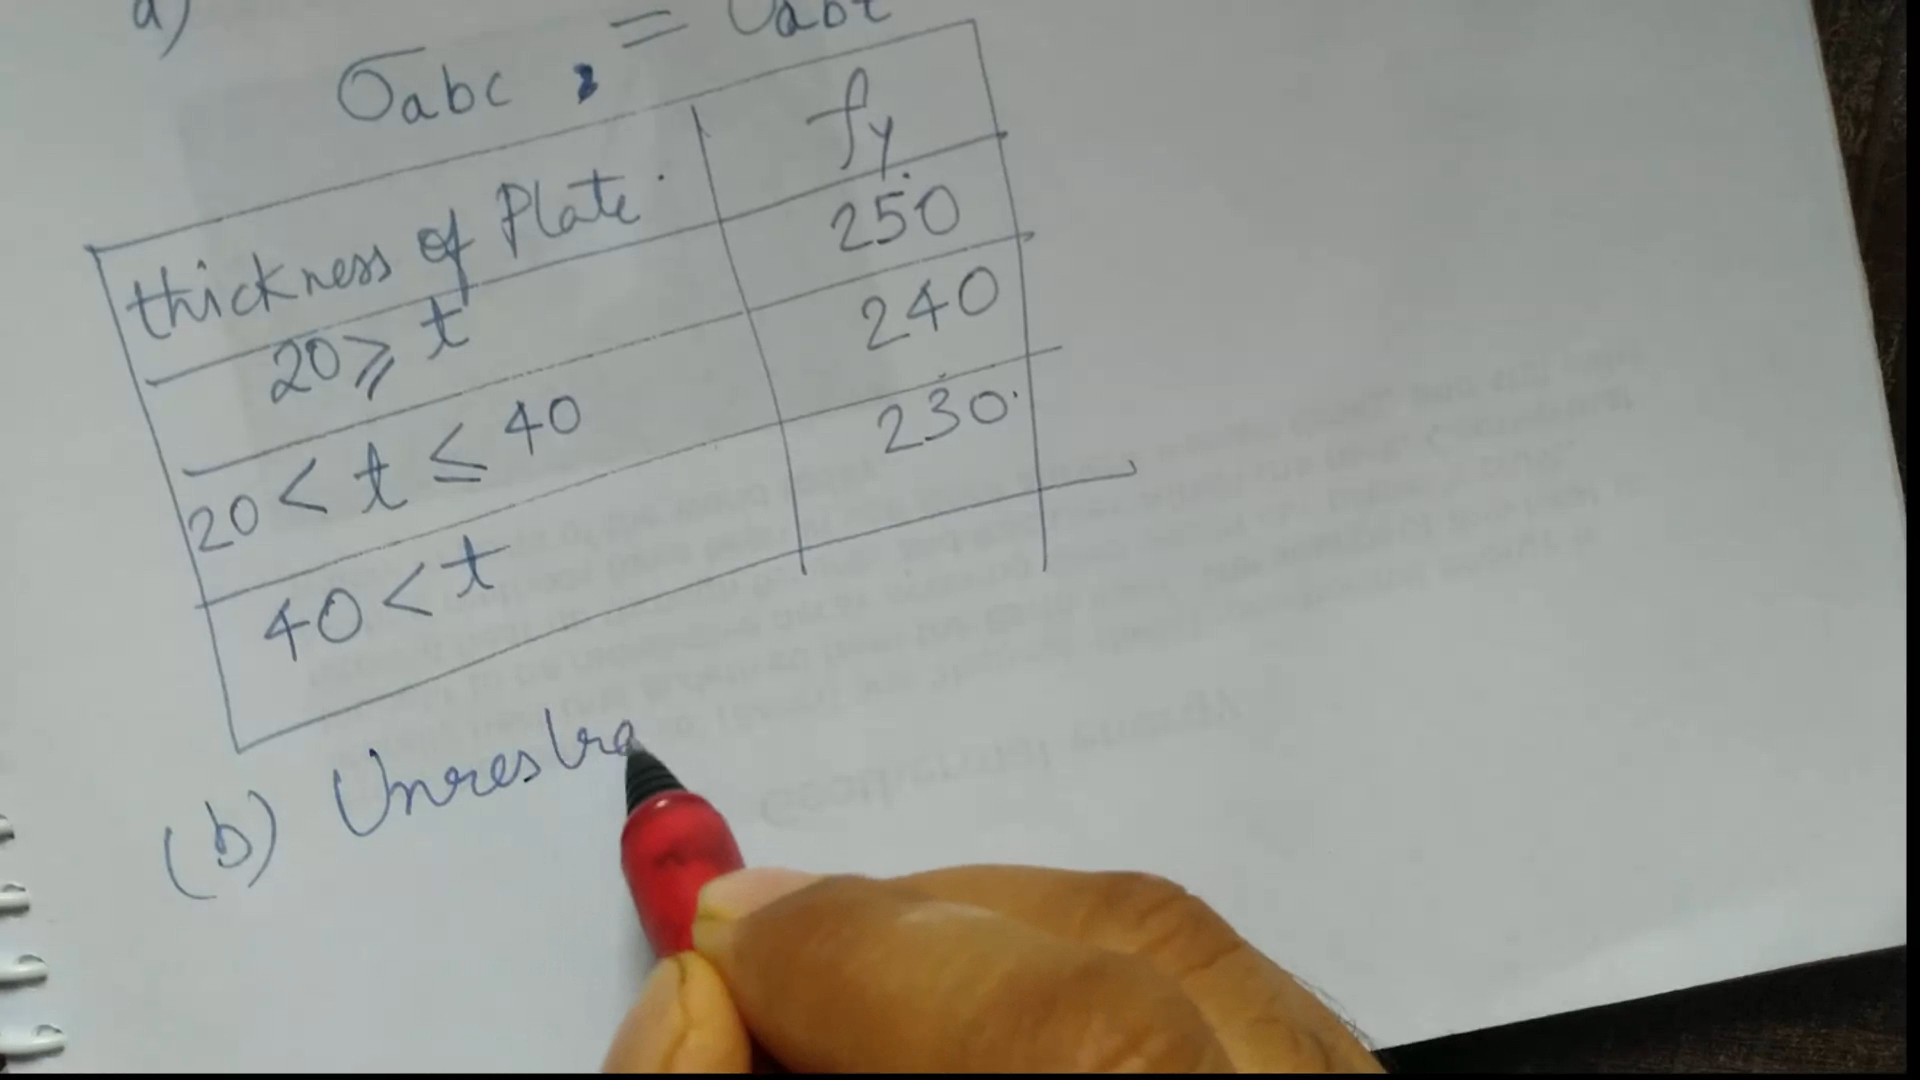 a)
σabc = σabt
thickness of Plate. fy
20 ⩾ t 250
20 < t ≤ 40 240
40 < t 230
(b) Unrestra